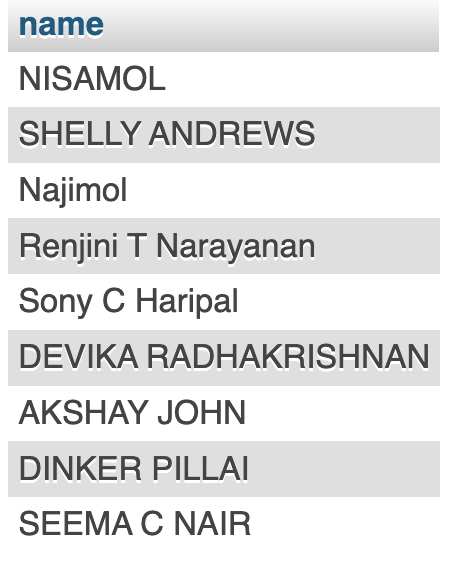 name
NISAMOL
SHELLY ANDREWS
Najimol
Renjini T Narayanan
Sony C Haripal
DEVIKA RADHAKRISHNAN
AKSHAY JOHN
DINKER PILLAI
SEEMA C NAIR